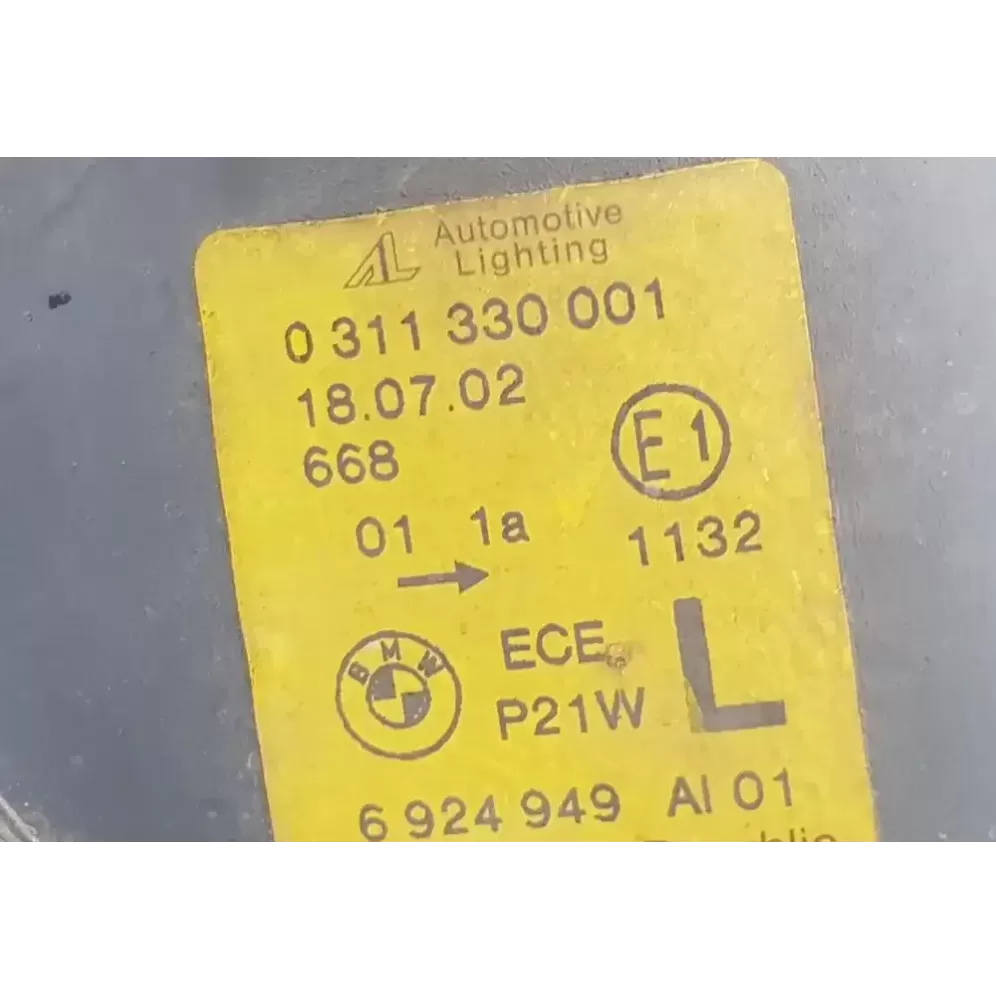 AL Automotive
Lighting
0 311 330 001
18.07.02
668
E1
01 1a
1132
BMW
ECE
P21W
L
6 924 949 AI 01